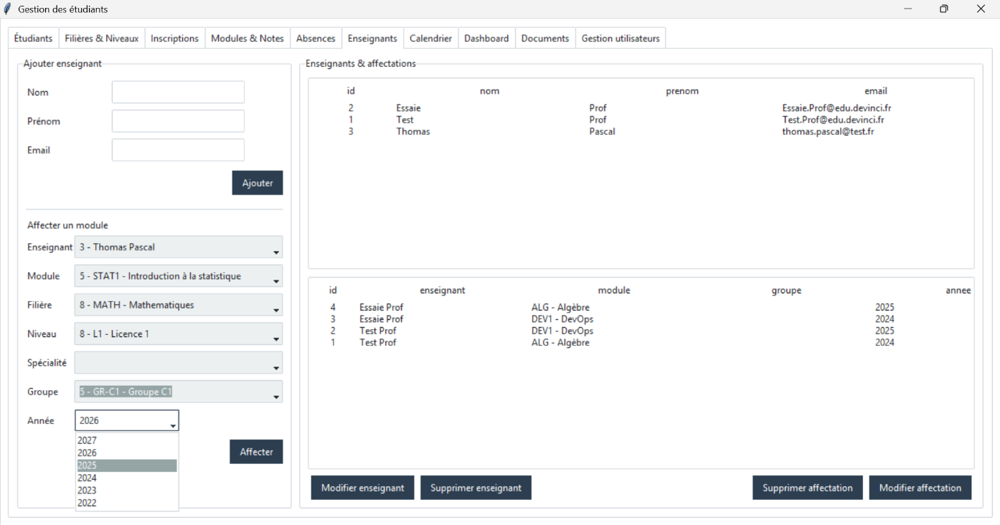 Gestion des étudiants
Étudiants Filières & Niveaux Inscriptions Modules & Notes Absences Enseignants Calendrier Dashboard Documents Gestion utilisateurs
Ajouter enseignant
Nom
Prénom
Email
Ajouter
Affecter un module
Enseignant 3 - Thomas Pascal
Module 5 - STAT1 - Introduction à la statistique
Filière 8 - MATH - Mathematiques
Niveau 8 - L1 - Licence 1
Spécialité
Groupe 5 - GR-C1 - Groupe C1
Année 2026
2027
2026
2025
2024
2023
2022
Affecter
Enseignants & affectations
id nom prenom email
2 Essaie Prof Essaie.Prof@edu.devinci.fr
1 Test Prof Test.Prof@edu.devinci.fr
3 Thomas Pascal thomas.pascal@test.fr
id enseignant module groupe annee
4 Essaie Prof ALG - Algèbre 2025
3 Essaie Prof DEV1 - DevOps 2024
2 Test Prof DEV1 - DevOps 2025
1 Test Prof ALG - Algèbre 2024
Modifier enseignant Supprimer enseignant Supprimer affectation Modifier affectation